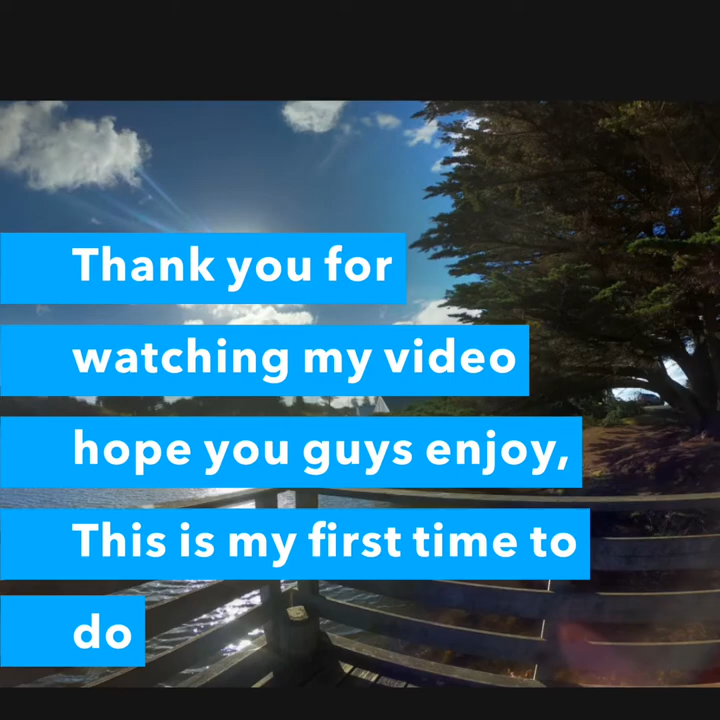 Thank you for
watching my video
hope you guys enjoy,
This is my first time to
do